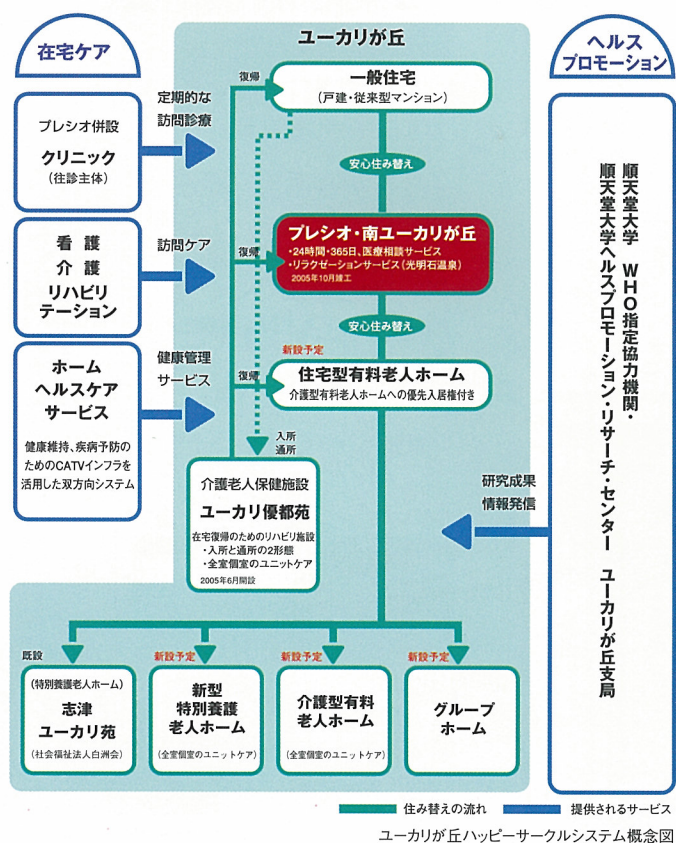 在宅ケア
プレシオ併設
クリニック
(往診主体)
看　護
介　護
リハビリ
テーション
ホーム
ヘルスケア
サービス
健康維持、疾病予防の
ためのCATVインフラを
活用した双方向システム
定期的な
訪問診療
訪問ケア
健康管理
サービス
ユーカリが丘
復帰
一般住宅
(戸建・従来型マンション)
安心住み替え
復帰
プレシオ・南ユーカリが丘
・24時間・365日、医療相談サービス
・リラクゼーションサービス(光明石温泉)
2005年10月竣工
安心住み替え
新設予定
復帰
住宅型有料老人ホーム
介護型有料老人ホームへの優先入居権付き
入所
通所
介護老人保健施設
ユーカリ優都苑
在宅復帰のためのリハビリ施設
・入所と通所の2形態
・全室個室のユニットケア
2005年6月開設
既設
(特別養護老人ホーム)
志津
ユーカリ苑
(社会福祉法人白洲会)
新設予定
新型
特別養護
老人ホーム
(全室個室のユニットケア)
新設予定
介護型有料
老人ホーム
(全室個室のユニットケア)
新設予定
グループ
ホーム
ヘルス
プロモーション
順天堂大学　WHO指定協力機関・
順天堂大学ヘルスプロモーション・リサーチ・センター　ユーカリが丘支局
研究成果
情報発信
住み替えの流れ
提供されるサービス
ユーカリが丘ハッピーサークルシステム概念図